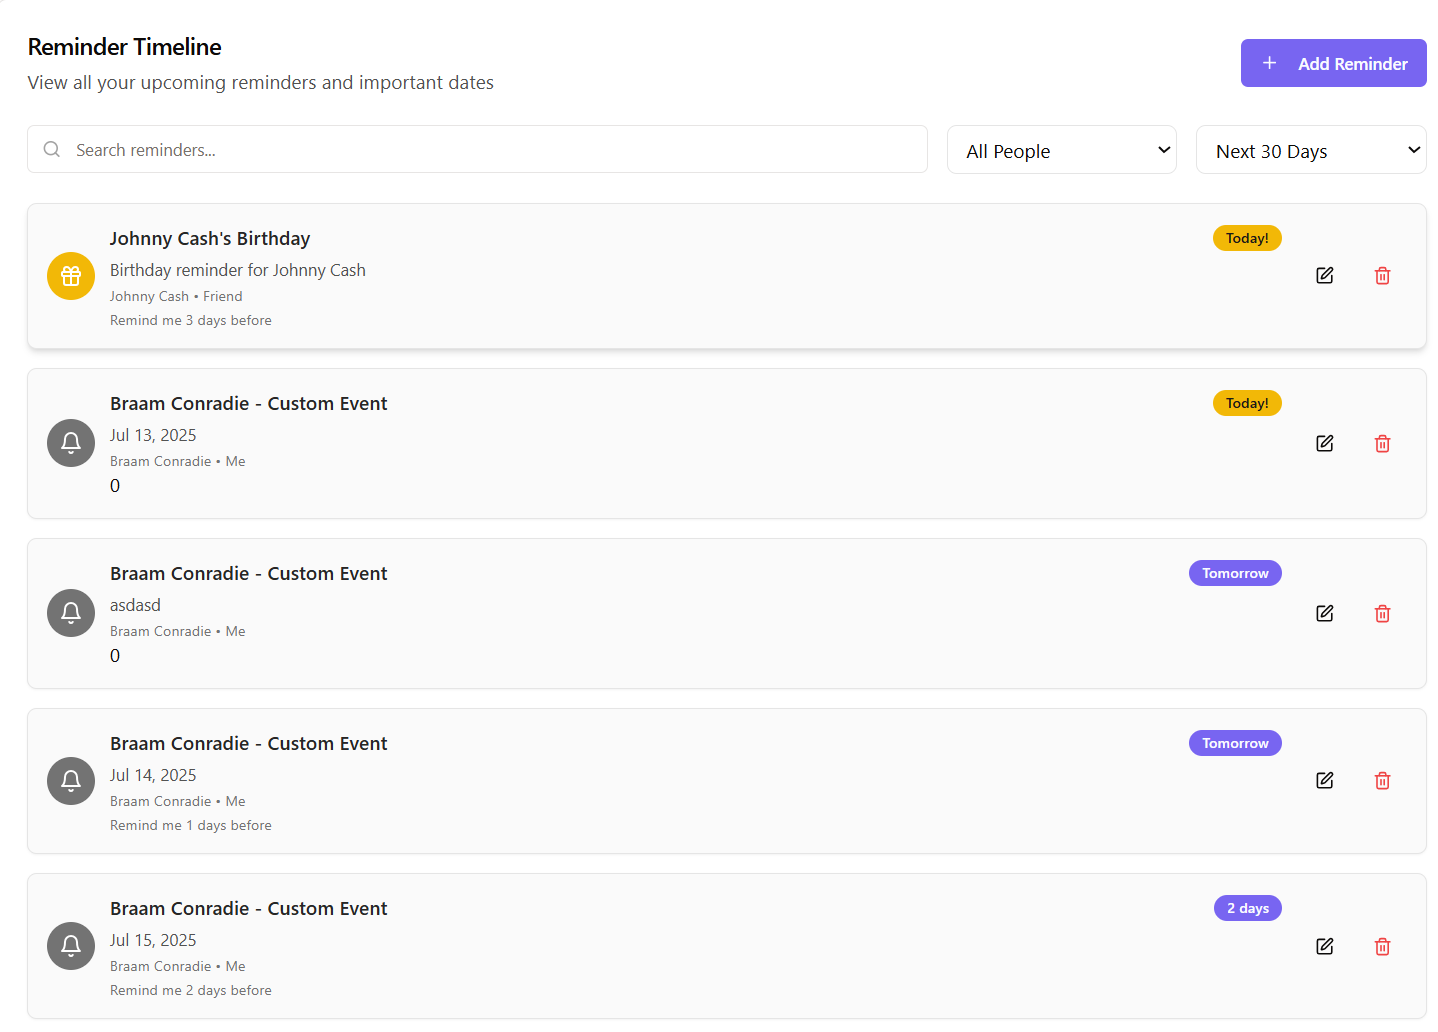 Reminder Timeline
View all your upcoming reminders and important dates
Add Reminder
Search reminders...
All People
Next 30 Days
Johnny Cash's Birthday
Today!
Birthday reminder for Johnny Cash
Johnny Cash • Friend
Remind me 3 days before
Braam Conradie - Custom Event
Today!
Jul 13, 2025
Braam Conradie • Me
0
Braam Conradie - Custom Event
Tomorrow
asdasd
Braam Conradie • Me
0
Braam Conradie - Custom Event
Tomorrow
Jul 14, 2025
Braam Conradie • Me
Remind me 1 days before
Braam Conradie - Custom Event
2 days
Jul 15, 2025
Braam Conradie • Me
Remind me 2 days before